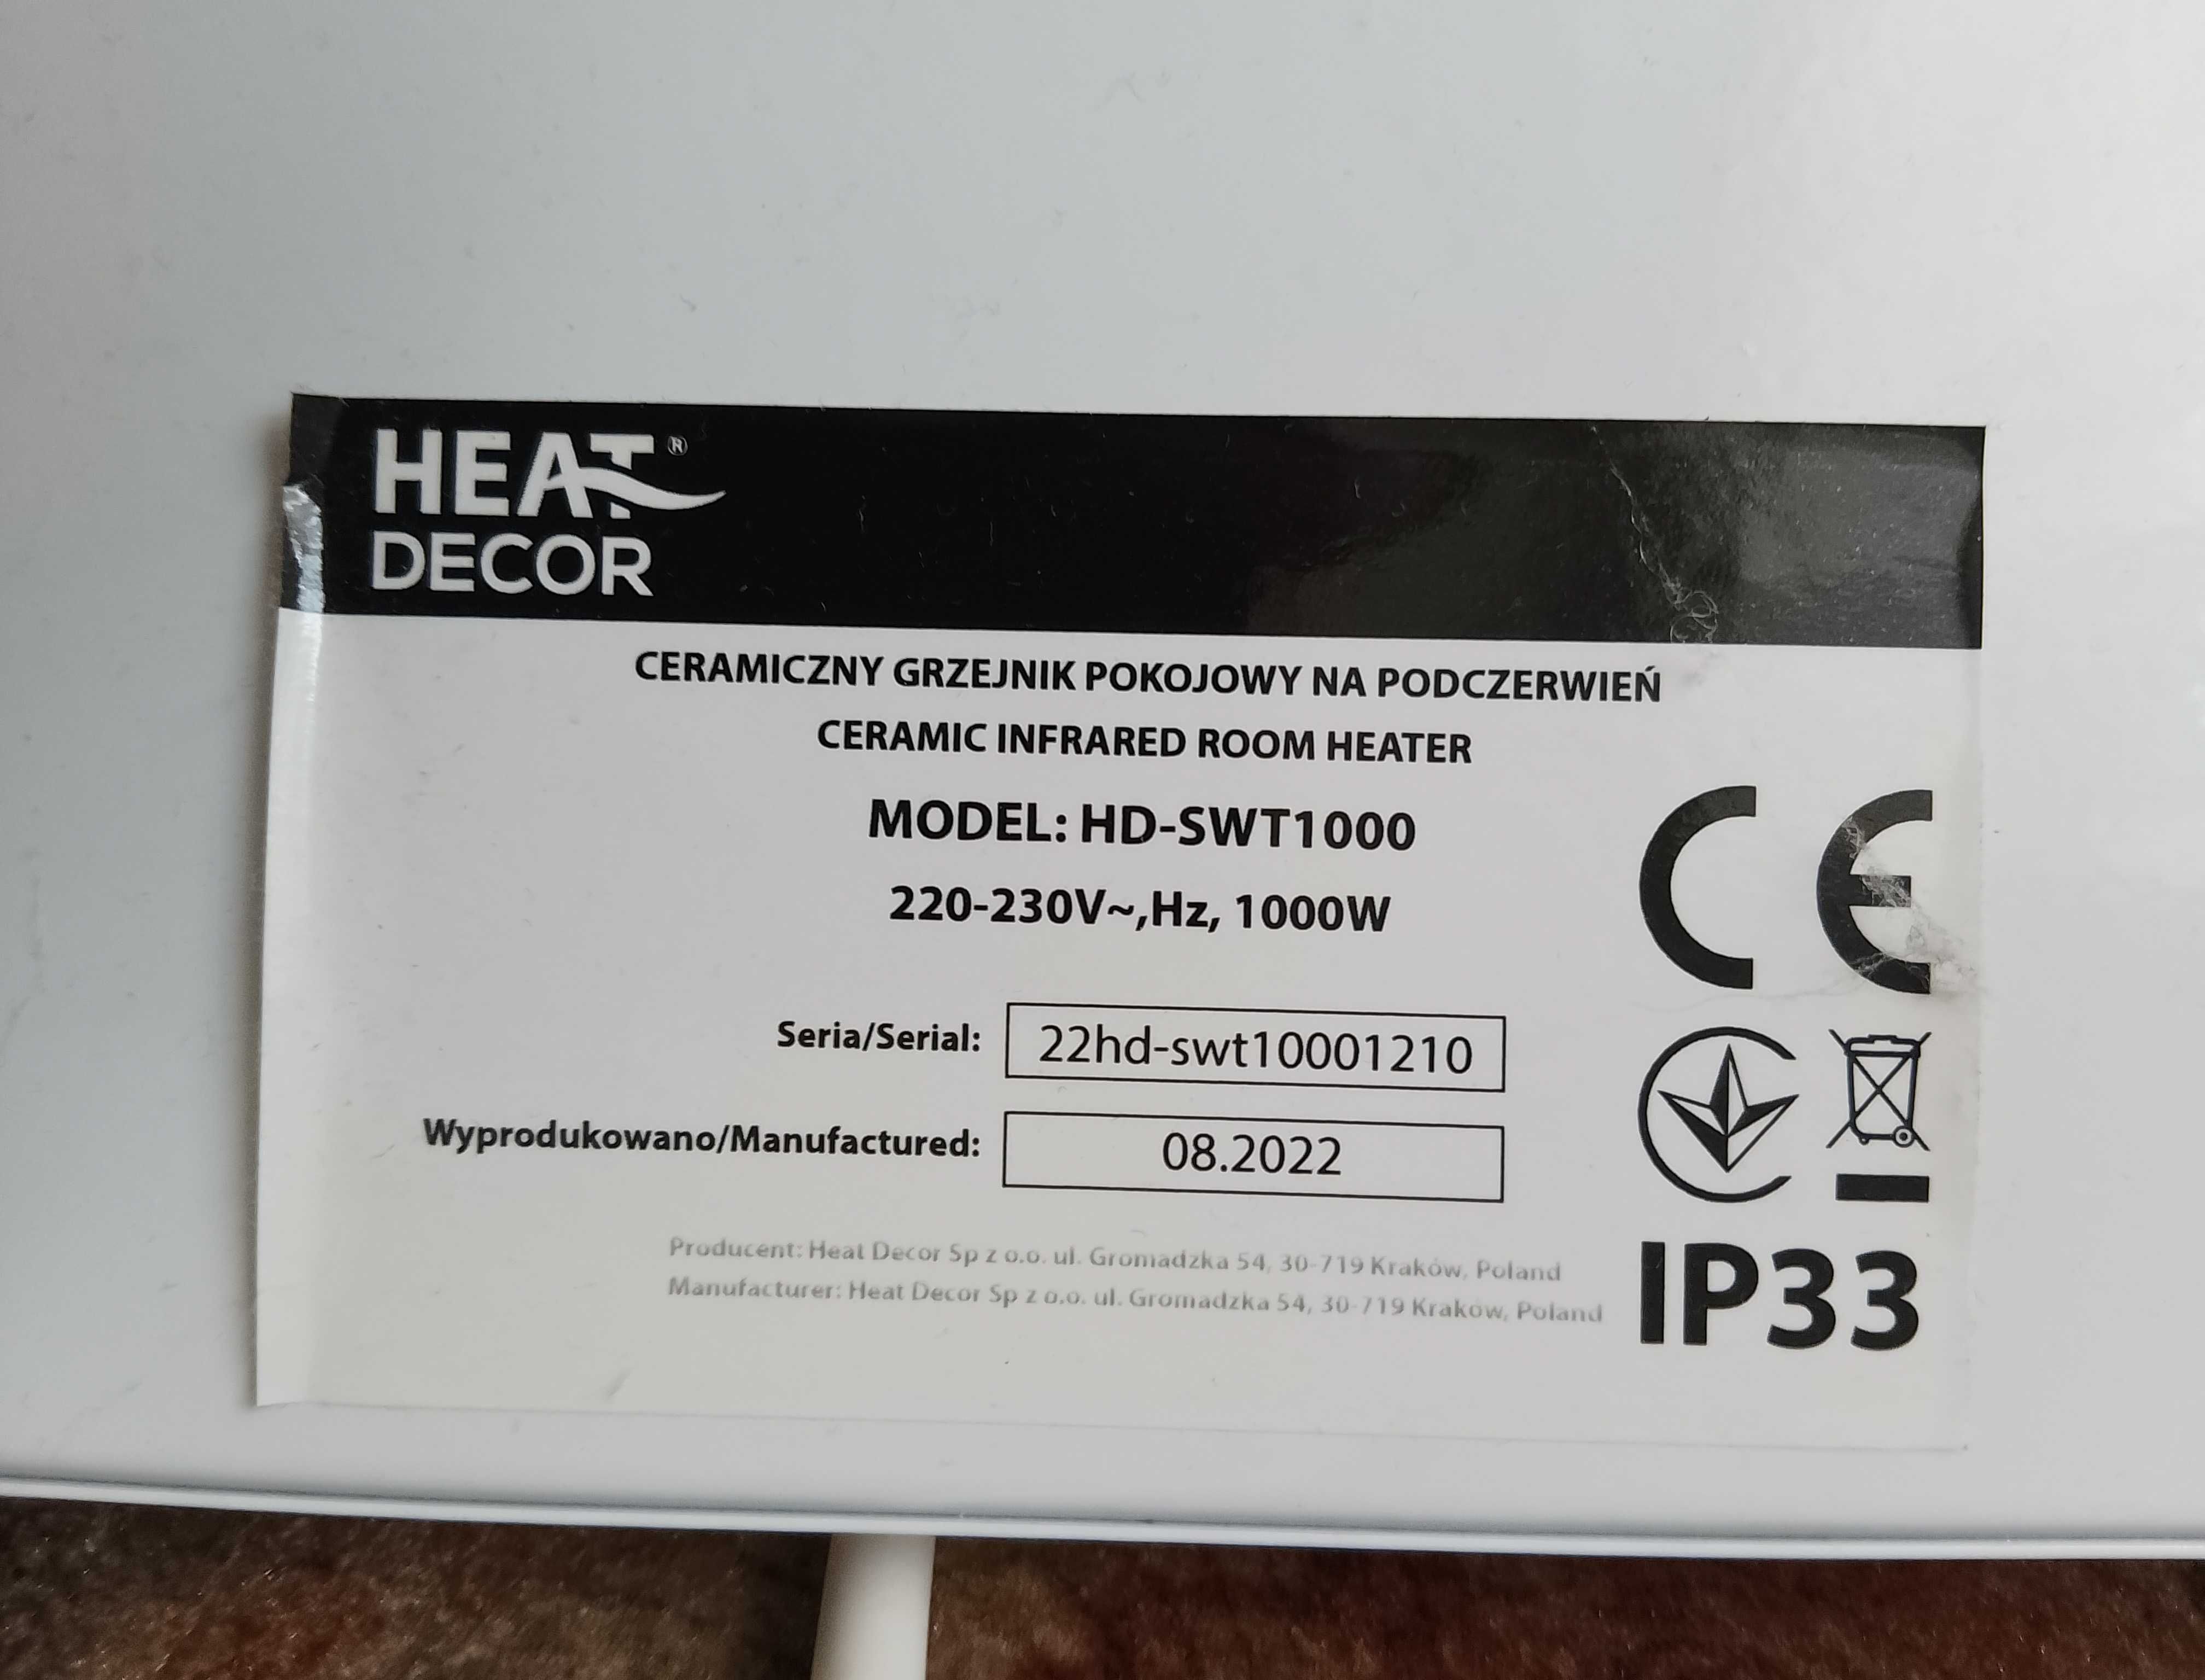 HEAT®
DECOR
CERAMICZNY GRZEJNIK POKOJOWY NA PODCZERWIEŃ
CERAMIC INFRARED ROOM HEATER
MODEL: HD-SWT1000
220-230V~,Hz, 1000W
CE
Seria/Serial: 22hd-swt10001210
Wyprodukowano/Manufactured: 08.2022
Producent: Heat Decor Sp z o.o. ul. Gromadzka 54, 30-719 Kraków, Poland
Manufacturer: Heat Decor Sp z o.o. ul. Gromadzka 54, 30-719 Kraków, Poland
IP33